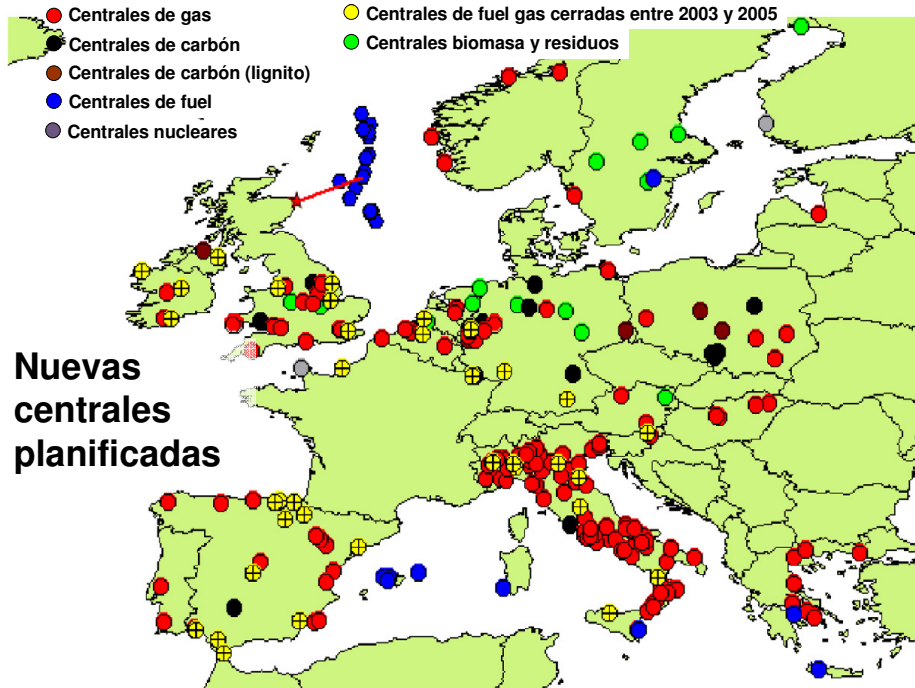 Centrales de gas
Centrales de carbón
Centrales de carbón (lignito)
Centrales de fuel
Centrales nucleares
Centrales de fuel gas cerradas entre 2003 y 2005
Centrales biomasa y residuos
Nuevas
centrales
planificadas